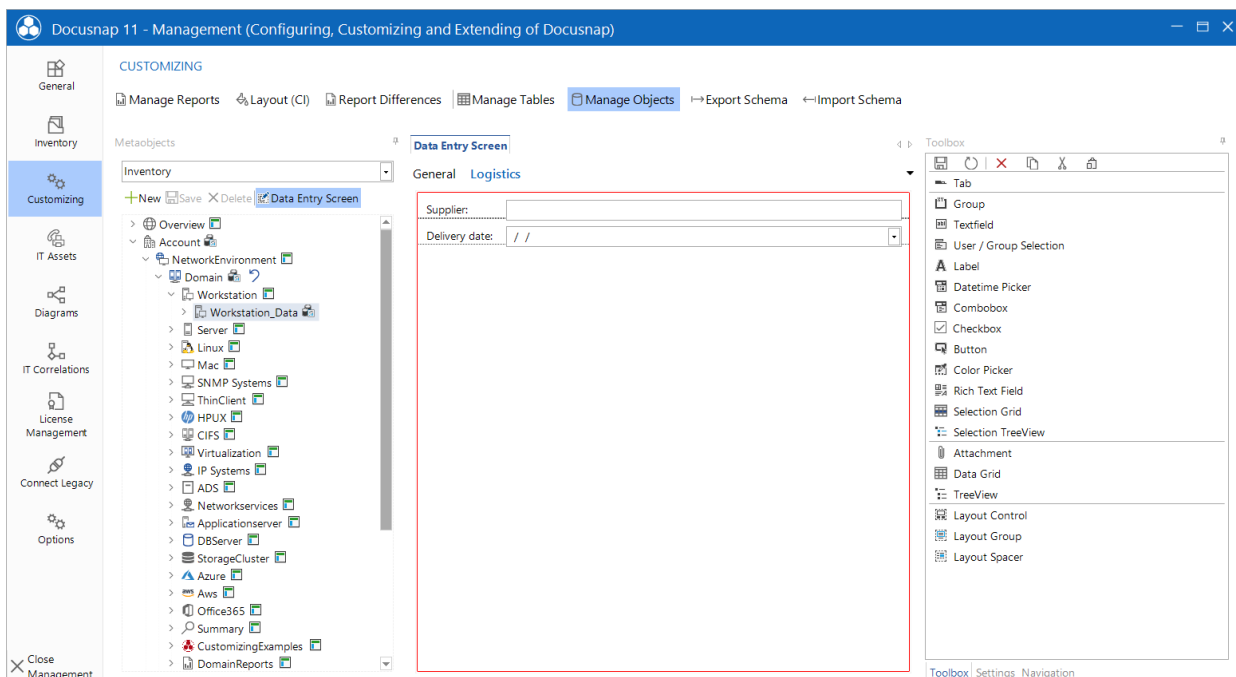 Docusnap 11 - Management (Configuring, Customizing and Extending of Docusnap)
General
Inventory
Customizing
IT Assets
Diagrams
IT Correlations
License
Management
Connect Legacy
Options
Close
Management
CUSTOMIZING
Manage Reports Layout (CI) Report Differences Manage Tables Manage Objects Export Schema Import Schema
Metaobjects
Inventory
New Save Delete Data Entry Screen
Overview
Account
NetworkEnvironment
Domain
Workstation
Workstation_Data
Server
Linux
Mac
SNMP Systems
ThinClient
HPUX
CIFS
Virtualization
IP Systems
ADS
Networkservices
Applicationserver
DBServer
StorageCluster
Azure
Aws
Office365
Summary
CustomizingExamples
DomainReports
Data Entry Screen
General Logistics
Supplier:
Delivery date: / /
Toolbox
Tab
Group
Textfield
User / Group Selection
Label
Datetime Picker
Combobox
Checkbox
Button
Color Picker
Rich Text Field
Selection Grid
Selection TreeView
Attachment
Data Grid
TreeView
Layout Control
Layout Group
Layout Spacer
Toolbox Settings Navigation